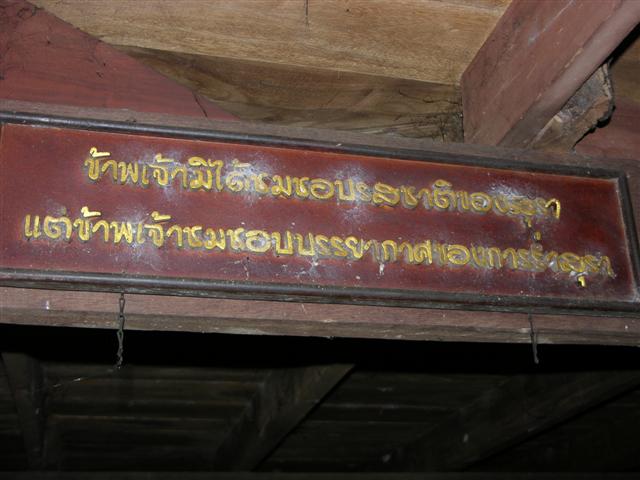 ข้าพเจ้ามิได้ชมชอบรสชาติของสุรา
แต่ข้าพเจ้าชมชอบบรรยากาศของการร่ำสุรา